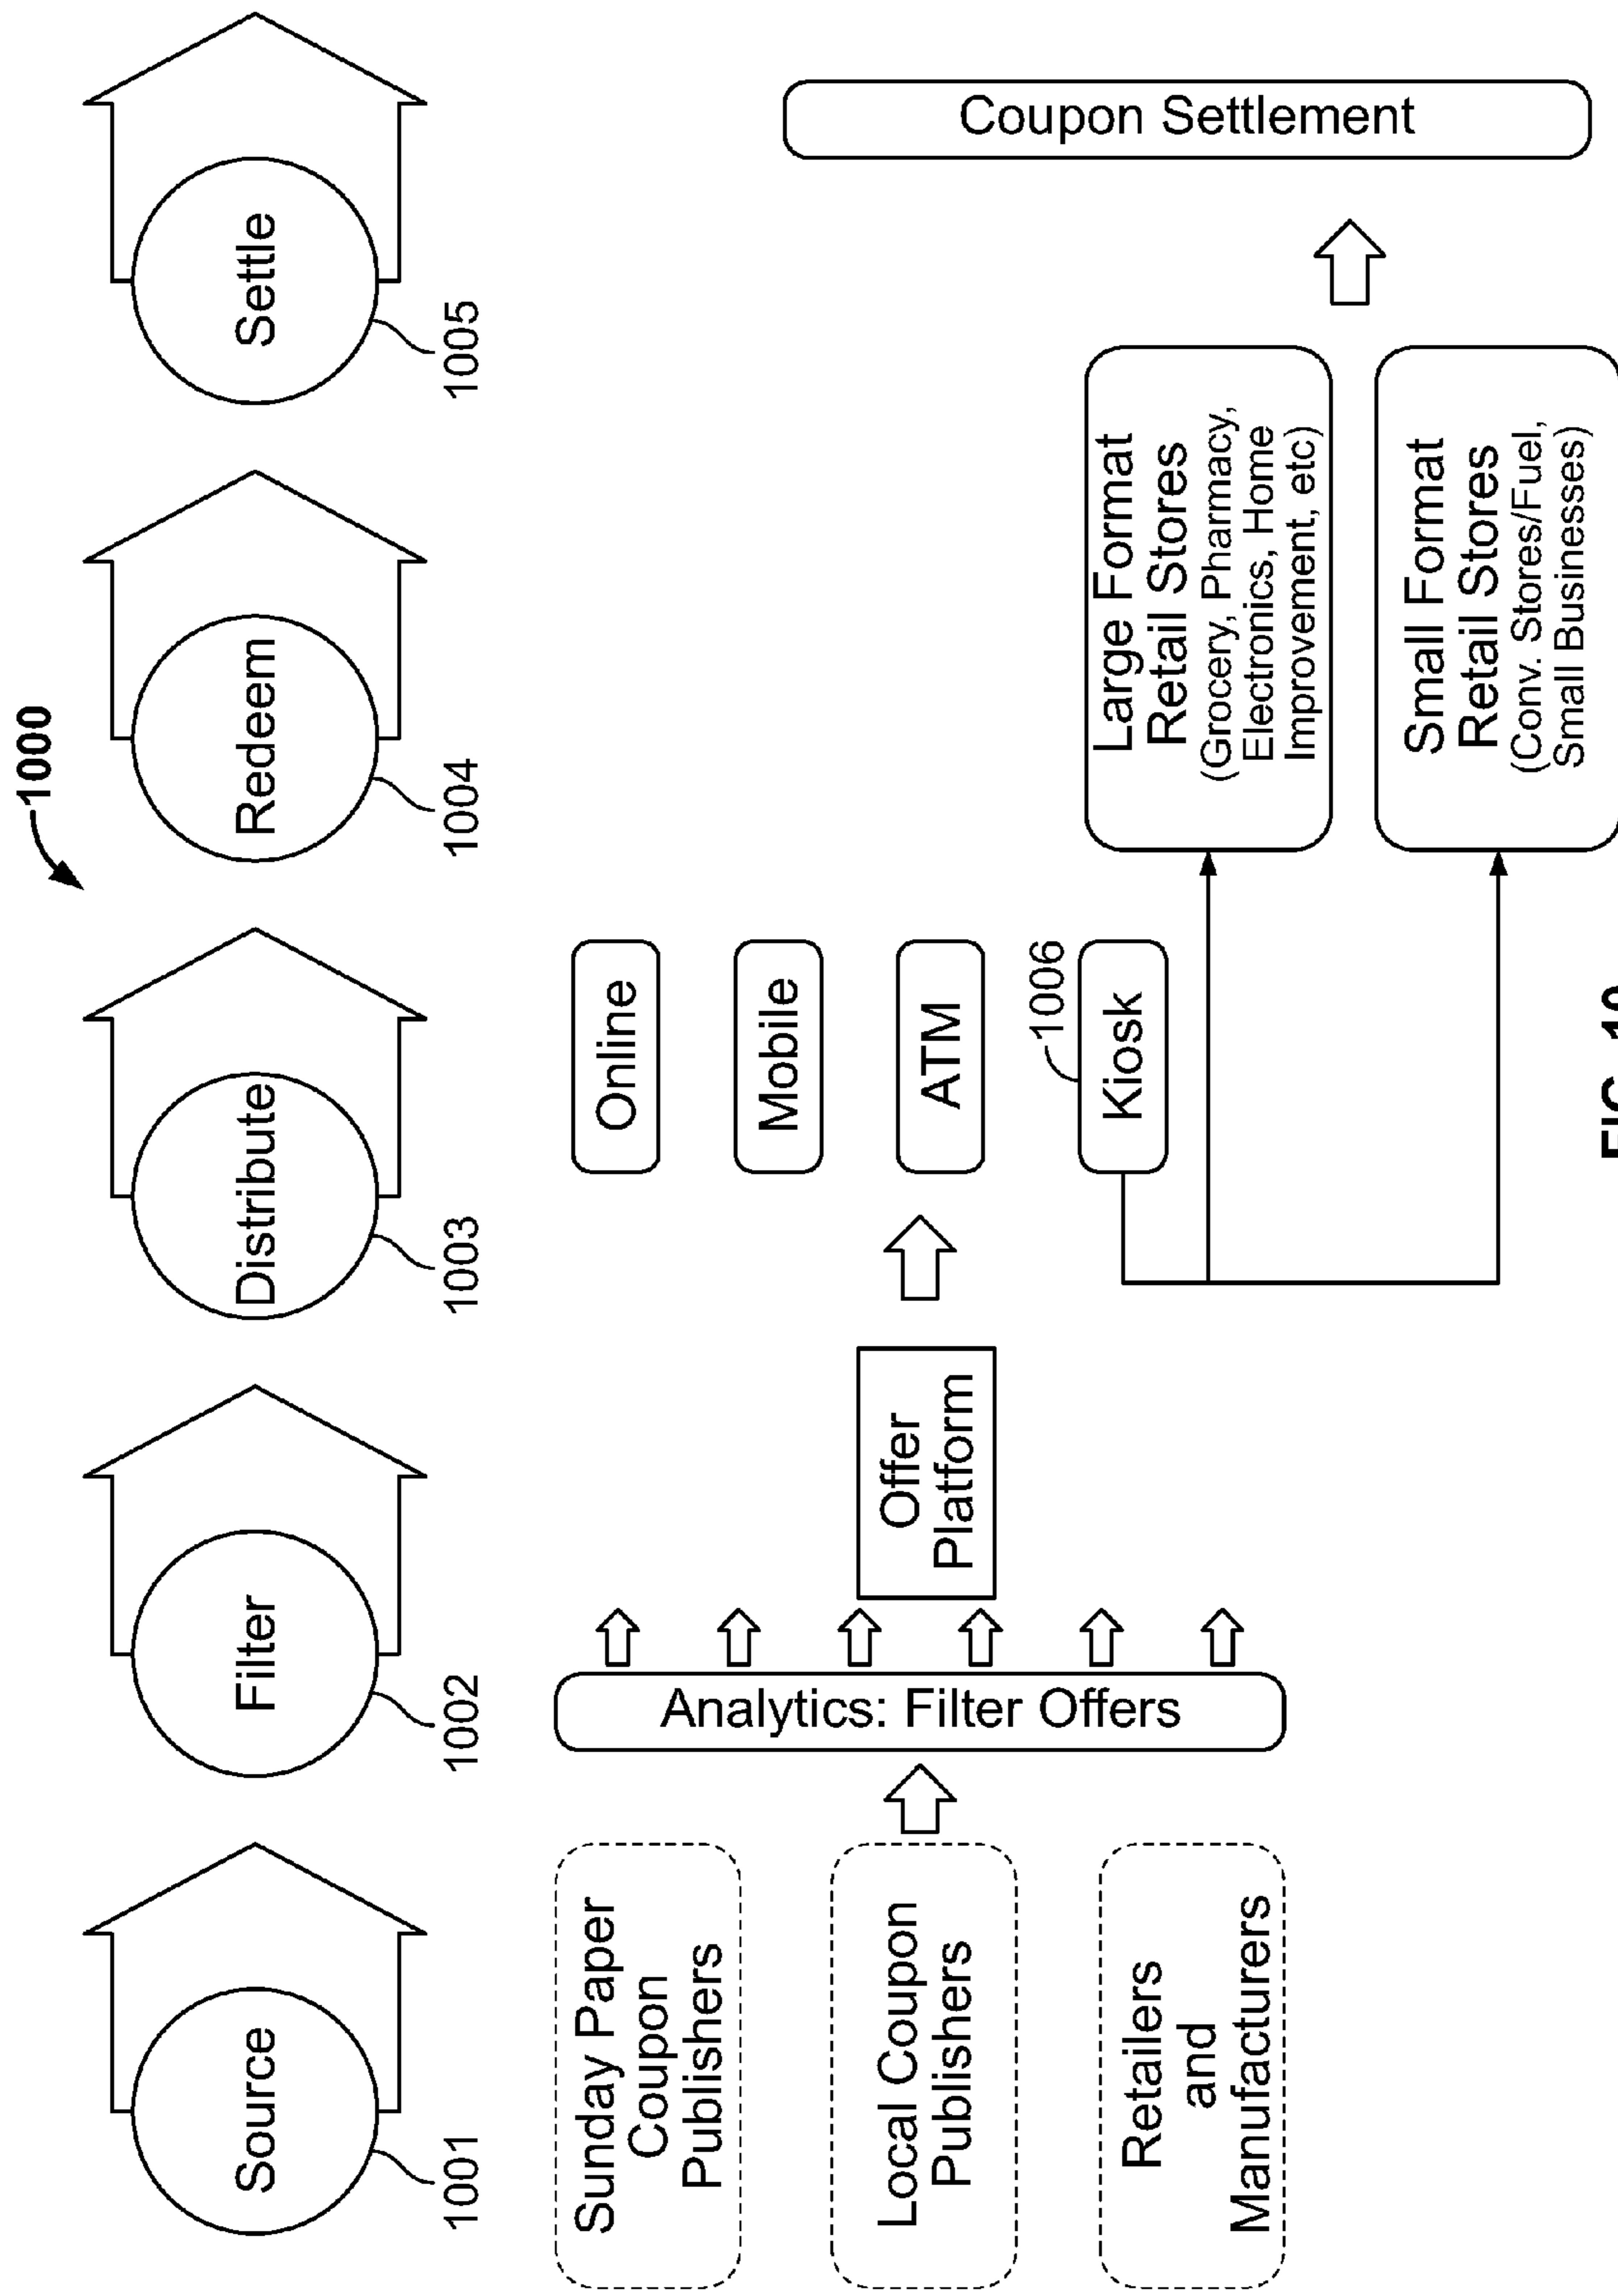 1000
Source
Filter
Distribute
Redeem
Settle
1001
1002
1003
1004
1005
Sunday Paper
Coupon
Publishers
Local Coupon
Publishers
Retailers
and
Manufacturers
Analytics: Filter Offers
Offer
Platform
Online
Mobile
ATM
1006
Kiosk
Large Format
Retail Stores
(Grocery, Pharmacy,
Electronics, Home
Improvement, etc)
Small Format
Retail Stores
(Conv. Stores/Fuel,
Small Businesses)
Coupon Settlement
FIG. 10